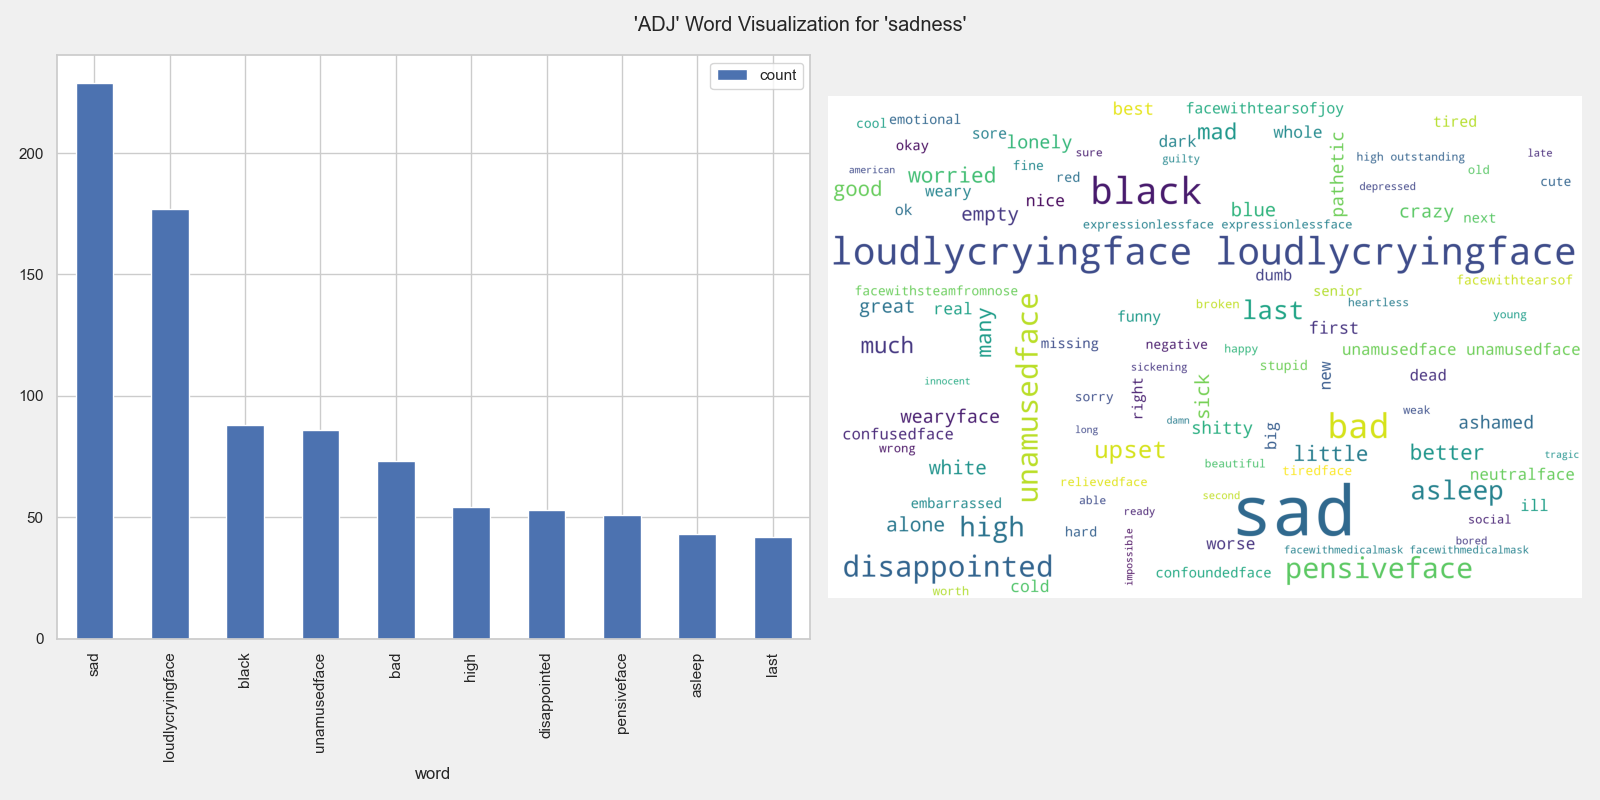 'ADJ' Word Visualization for 'sadness'
count
200
150
100
50
0
sad
loudlycryingface
black
unamusedface
bad
high
disappointed
pensiveface
asleep
last
word
best
facewithtearsofjoy
cool
emotional
tired
sore
mad
whole
lonely
dark
okay
sure
pathetic
high outstanding
late
guilty
american
fine
old
worried
red
good
weary
depressed
cute
black
nice
ok
empty
blue
crazy
next
expressionlessface expressionlessface
loudlycryingface loudlycryingface
dumb
facewithtearsof
facewithsteamfromnose
senior
great
real
broken
heartless
many
funny
last
young
unamusedface
first
much
missing
negative
happy
unamusedface unamusedface
sickening
stupid
new
dead
innocent
right
sick
sorry
weak
wearyface
damn
bad
ashamed
confusedface
long
shitty
big
wrong
upset
little
better
tragic
white
beautiful
tiredface
neutralface
relievedface
sad
asleep
embarrassed
able
second
ill
ready
social
alone
high
hard
impossible
worse
bored
facewithmedicalmask facewithmedicalmask
disappointed
confoundedface
pensiveface
worth
cold